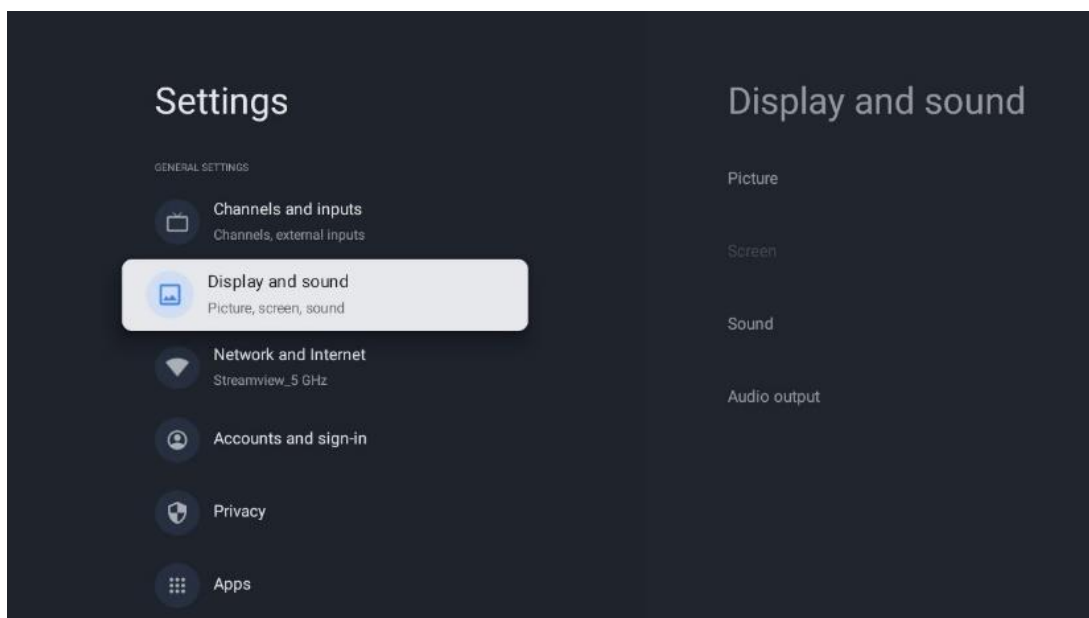 Settings
GENERAL SETTINGS
Channels and inputs
Channels, external inputs
Display and sound
Picture, screen, sound
Network and Internet
Streamview_5 GHz
Accounts and sign-in
Privacy
Apps
Display and sound
Picture
Screen
Sound
Audio output